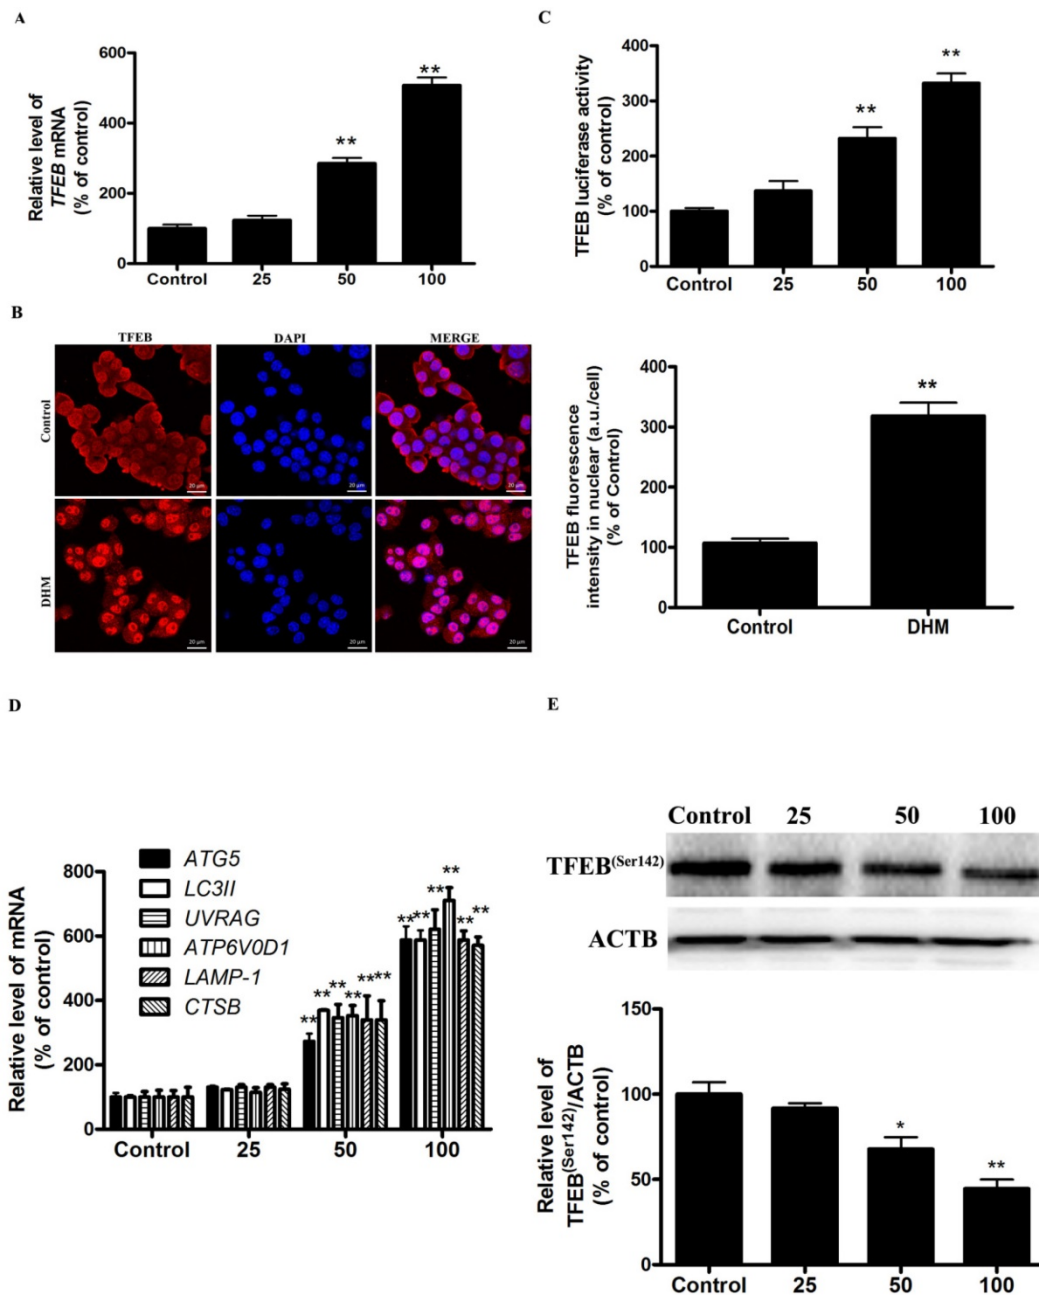 A
Relative level of
TFEB mRNA
(% of control)
600
400
200
0
**
**
Control 25 50 100
C
TFEB luciferase activity
(% of control)
400
300
200
100
0
**
**
Control 25 50 100
B
TFEB DAPI MERGE
Control
20 µm 20 µm 20 µm
DHM
20 µm 20 µm 20 µm
TFEB fluorescence
intensity in nuclear (a.u./cell)
(% of Control)
400
300
200
100
0
**
Control DHM
D
Relative level of mRNA
(% of control)
800
600
400
200
0
ATG5
LC3II
UVRAG
ATP6V0D1
LAMP-1
CTSB
** ** ** ** ** **
** ** ** ** ** **
Control 25 50 100
E
Control 25 50 100
TFEB(Ser142)
ACTB
Relative level of
TFEB(Ser142)/ACTB
(% of control)
150
100
50
0
*
**
Control 25 50 100